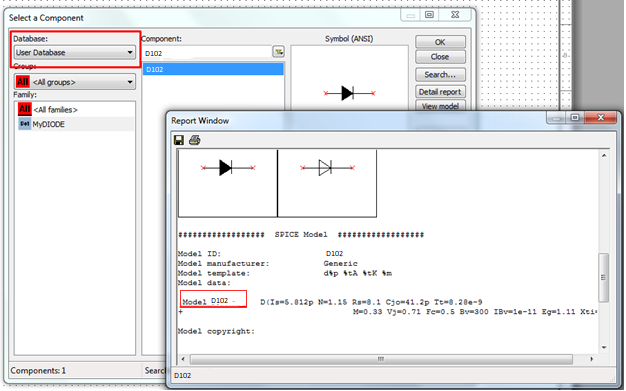 Select a Component
Database:
User Database
Group:
All <All groups>
Family:
All <All families>
MyDIODE
Component:
D102
D102
Symbol (ANSI)
OK
Close
Search...
Detail report
View model
Components: 1
Searchi
Report Window
################## SPICE Model ##################
Model ID: D102
Model manufacturer: Generic
Model template: d%p %tA %tK %m
Model data:
Model D102 D(Is=5.812p N=1.15 Rs=8.1 Cjo=41.2p Tt=8.28e-9
+ M=0.33 Vj=0.71 Fc=0.5 Bv=300 IBv=1e-11 Eg=1.11 Xti=
Model copyright:
D102